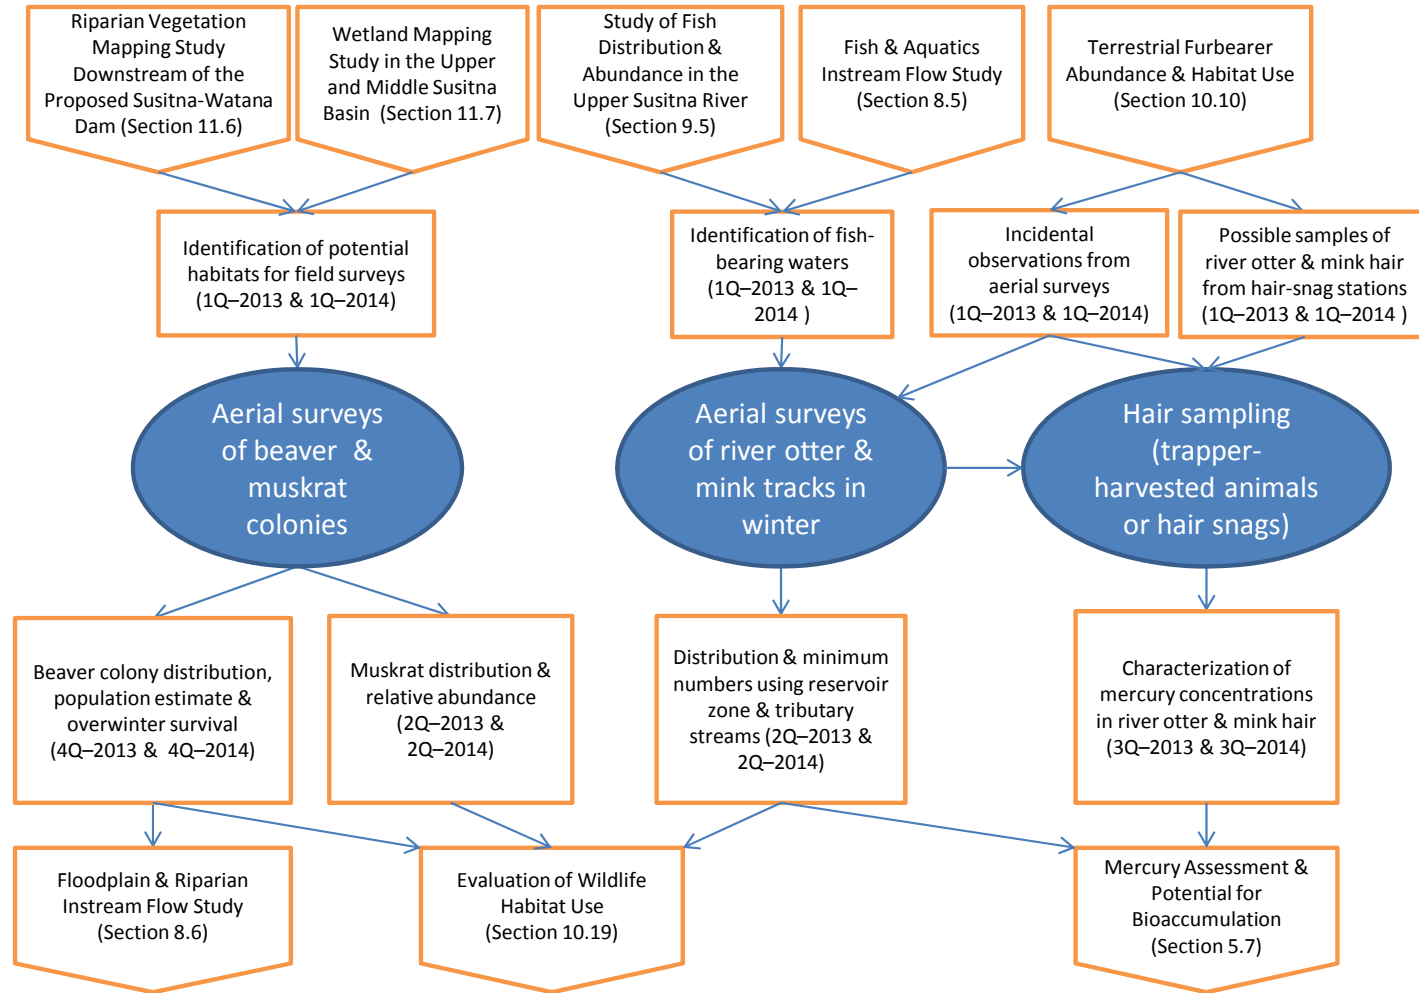 Riparian Vegetation
Mapping Study
Downstream of the
Proposed Susitna-Watana
Dam (Section 11.6)
Wetland Mapping
Study in the Upper
and Middle Susitna
Basin  (Section 11.7)
Study of Fish
Distribution &
Abundance in the
Upper Susitna River
(Section 9.5)
Fish & Aquatics
Instream Flow Study
(Section 8.5)
Terrestrial Furbearer
Abundance & Habitat Use
(Section 10.10)
Identification of potential
habitats for field surveys
(1Q–2013 & 1Q–2014)
Identification of fish-
bearing waters
(1Q–2013 & 1Q–
2014 )
Incidental
observations from
aerial surveys
(1Q–2013 & 1Q–2014)
Possible samples of
river otter & mink hair
from hair-snag stations
(1Q–2013 & 1Q–2014 )
Aerial surveys
of beaver  &
muskrat
colonies
Aerial surveys
of river otter &
mink tracks in
winter
Hair sampling
(trapper-
harvested animals
or hair snags)
Beaver colony distribution,
population estimate &
overwinter survival
(4Q–2013 &  4Q–2014)
Muskrat distribution &
relative abundance
(2Q–2013 &
2Q–2014)
Distribution & minimum
numbers using reservoir
zone & tributary
streams (2Q–2013 &
2Q–2014)
Characterization of
mercury concentrations
in river otter & mink hair
(3Q–2013 & 3Q–2014)
Floodplain & Riparian
Instream Flow Study
(Section 8.6)
Evaluation of Wildlife
Habitat Use
(Section 10.19)
Mercury Assessment &
Potential for
Bioaccumulation
(Section 5.7)